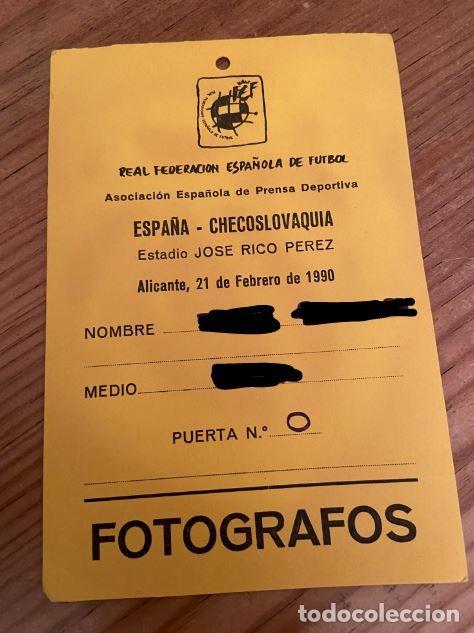 REAL FEDERACION ESPAÑOLA DE FUTBOL
Asociación Española de Prensa Deportiva
ESPAÑA - CHECOSLOVAQUIA
Estadio JOSE RICO PEREZ
Alicante, 21 de Febrero de 1990
NOMBRE
MEDIO
PUERTA N.º 0
FOTOGRAFOS
todocoleccion